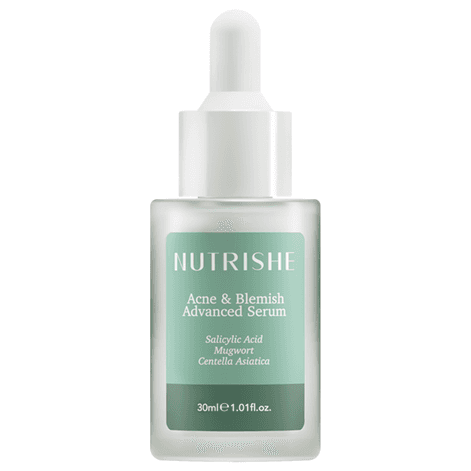 NUTRISHE
Acne & Blemish
Advanced Serum
Salicylic Acid
Mugwort
Centella Asiatica
30ml℮1.01fl.oz.